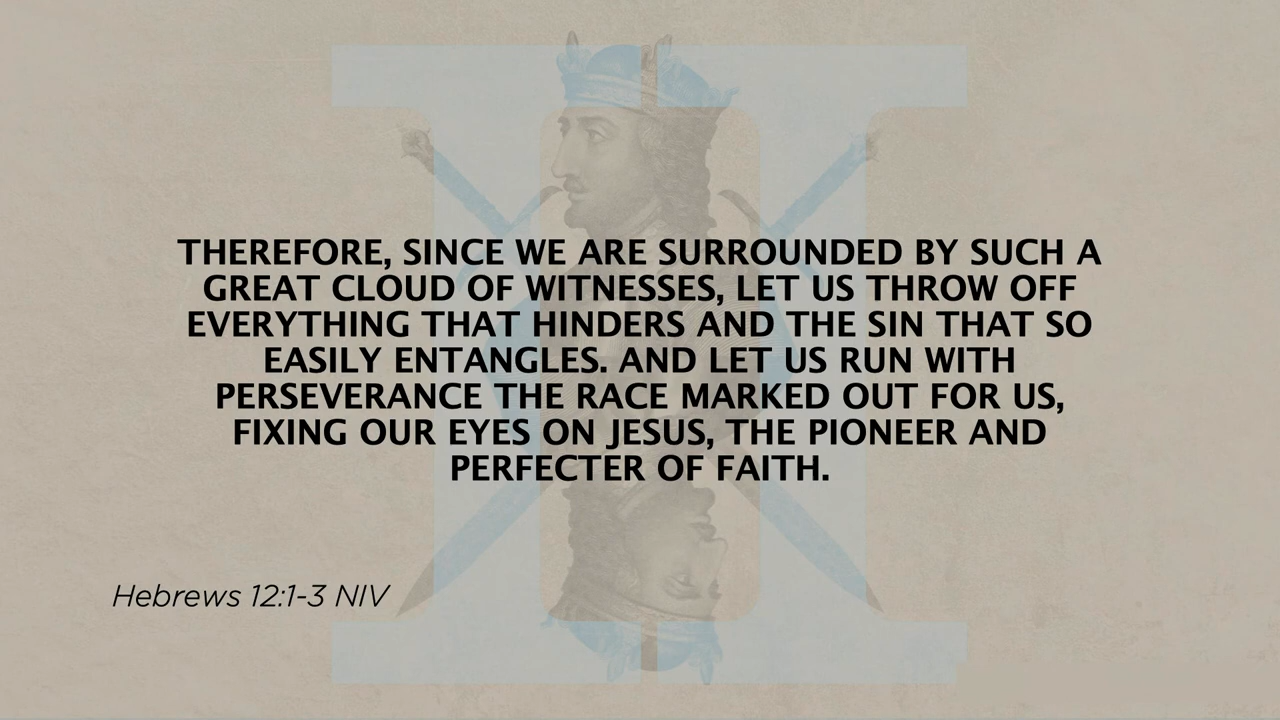 THEREFORE, SINCE WE ARE SURROUNDED BY SUCH A
GREAT CLOUD OF WITNESSES, LET US THROW OFF
EVERYTHING THAT HINDERS AND THE SIN THAT SO
EASILY ENTANGLES. AND LET US RUN WITH
PERSEVERANCE THE RACE MARKED OUT FOR US,
FIXING OUR EYES ON JESUS, THE PIONEER AND
PERFECTER OF FAITH.
Hebrews 12:1-3 NIV